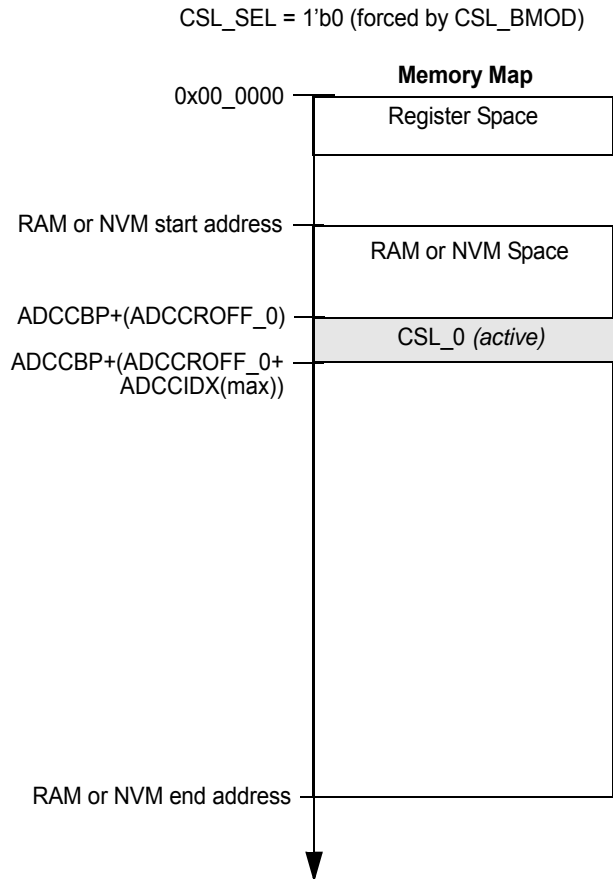 CSL_SEL = 1'b0 (forced by CSL_BMOD)
Memory Map
0x00_0000
Register Space
RAM or NVM start address
RAM or NVM Space
ADCCBP+(ADCCROFF_0)
CSL_0 (active)
ADCCBP+(ADCCROFF_0+
ADCCIDX(max))
RAM or NVM end address